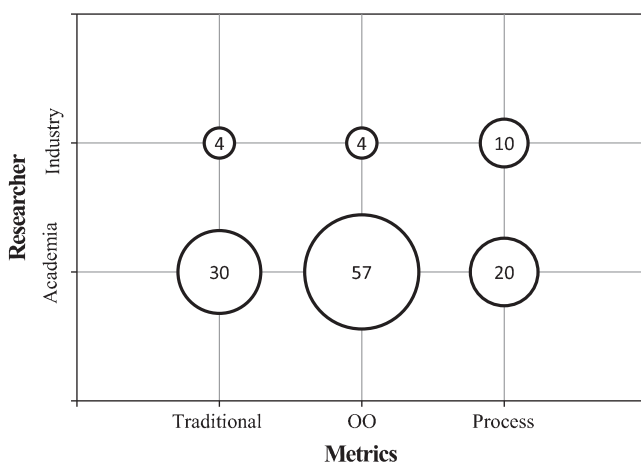 Researcher
Industry
4
4
10
Academia
30
57
20
Traditional
OO
Process
Metrics